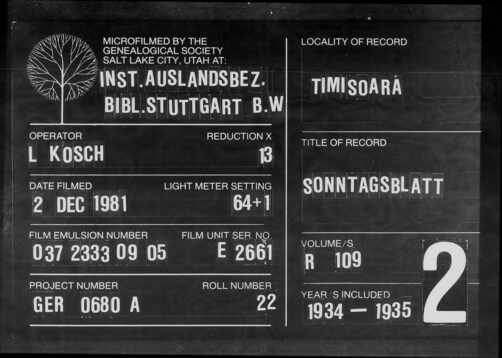 MICROFILMED BY THE
GENEALOGICAL SOCIETY
SALT LAKE CITY, UTAH AT:
INST.AUSLANDSBEZ.
BIBL.STUTTGART B.W
OPERATOR
L KOSCH
REDUCTION X
13
DATE FILMED
2 DEC 1981
LIGHT METER SETTING
64+1
FILM EMULSION NUMBER
037 2333 09 05
FILM UNIT SER. NO.
E 2661
PROJECT NUMBER
GER 0680 A
ROLL NUMBER
22
LOCALITY OF RECORD
TIMISOARA
TITLE OF RECORD
SONNTAGSBLATT
VOLUME/S
R 109
YEAR/S INCLUDED
1934 — 1935
2